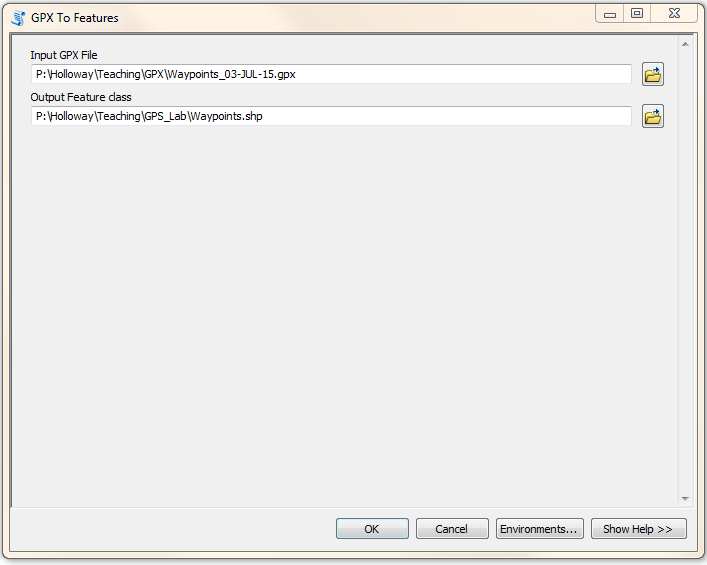 GPX To Features
Input GPX File
P:\Holloway\Teaching\GPX\Waypoints_03-JUL-15.gpx
Output Feature class
P:\Holloway\Teaching\GPS_Lab\Waypoints.shp
OK Cancel Environments... Show Help >>